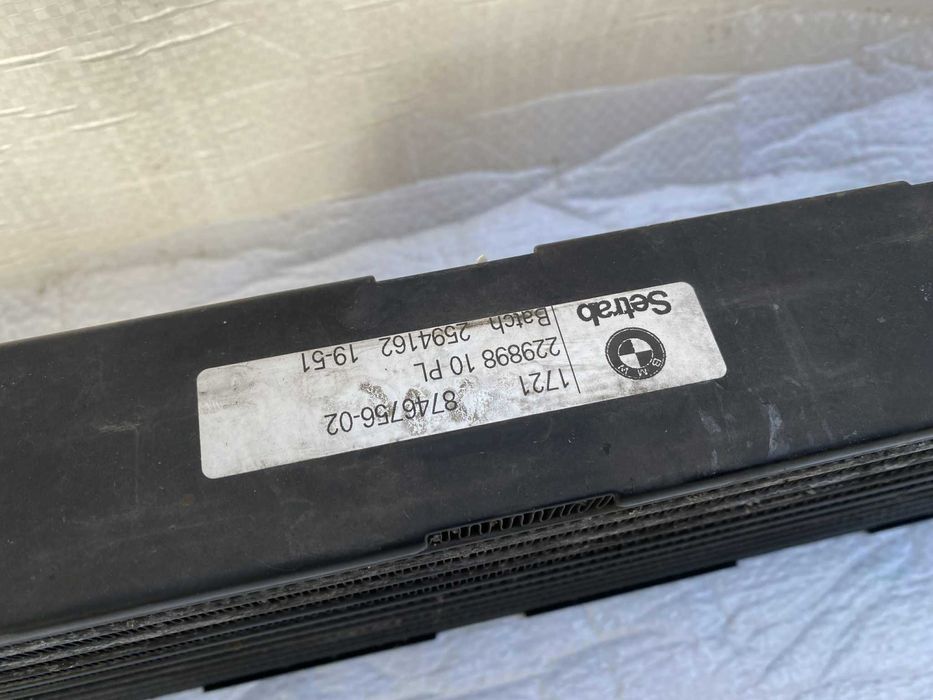 1721 8746756-02
229898 10 PL
Batch 2594162 19-51
BMW
Setrab